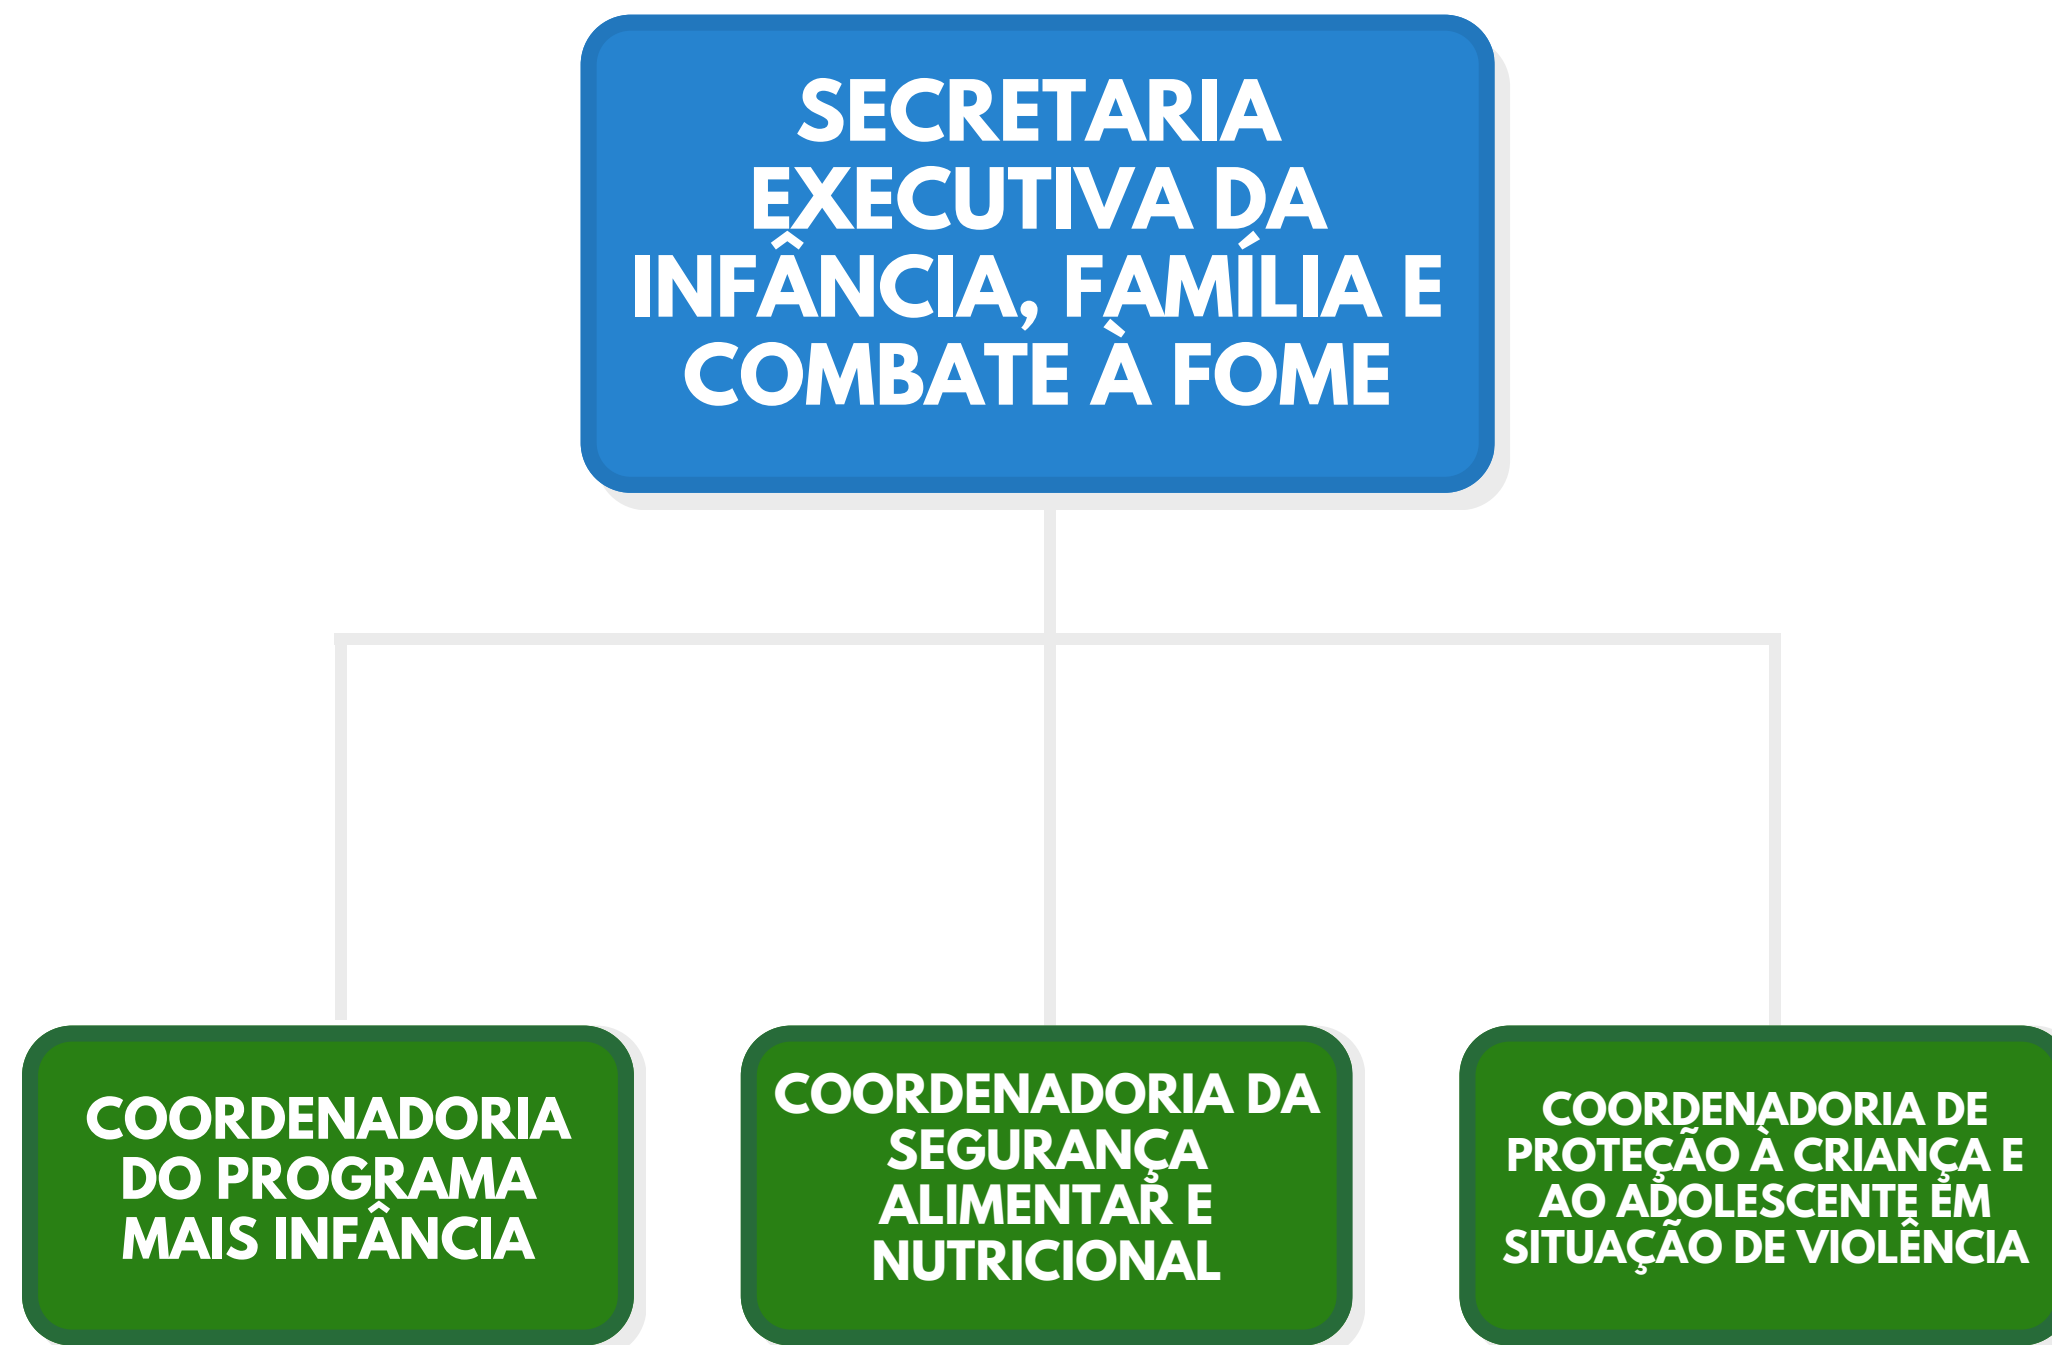 SECRETARIA
EXECUTIVA DA
INFÂNCIA, FAMÍLIA E
COMBATE À FOME
COORDENADORIA
DO PROGRAMA
MAIS INFÂNCIA
COORDENADORIA DA
SEGURANÇA
ALIMENTAR E
NUTRICIONAL
COORDENADORIA DE
PROTEÇÃO À CRIANÇA E
AO ADOLESCENTE EM
SITUAÇÃO DE VIOLÊNCIA